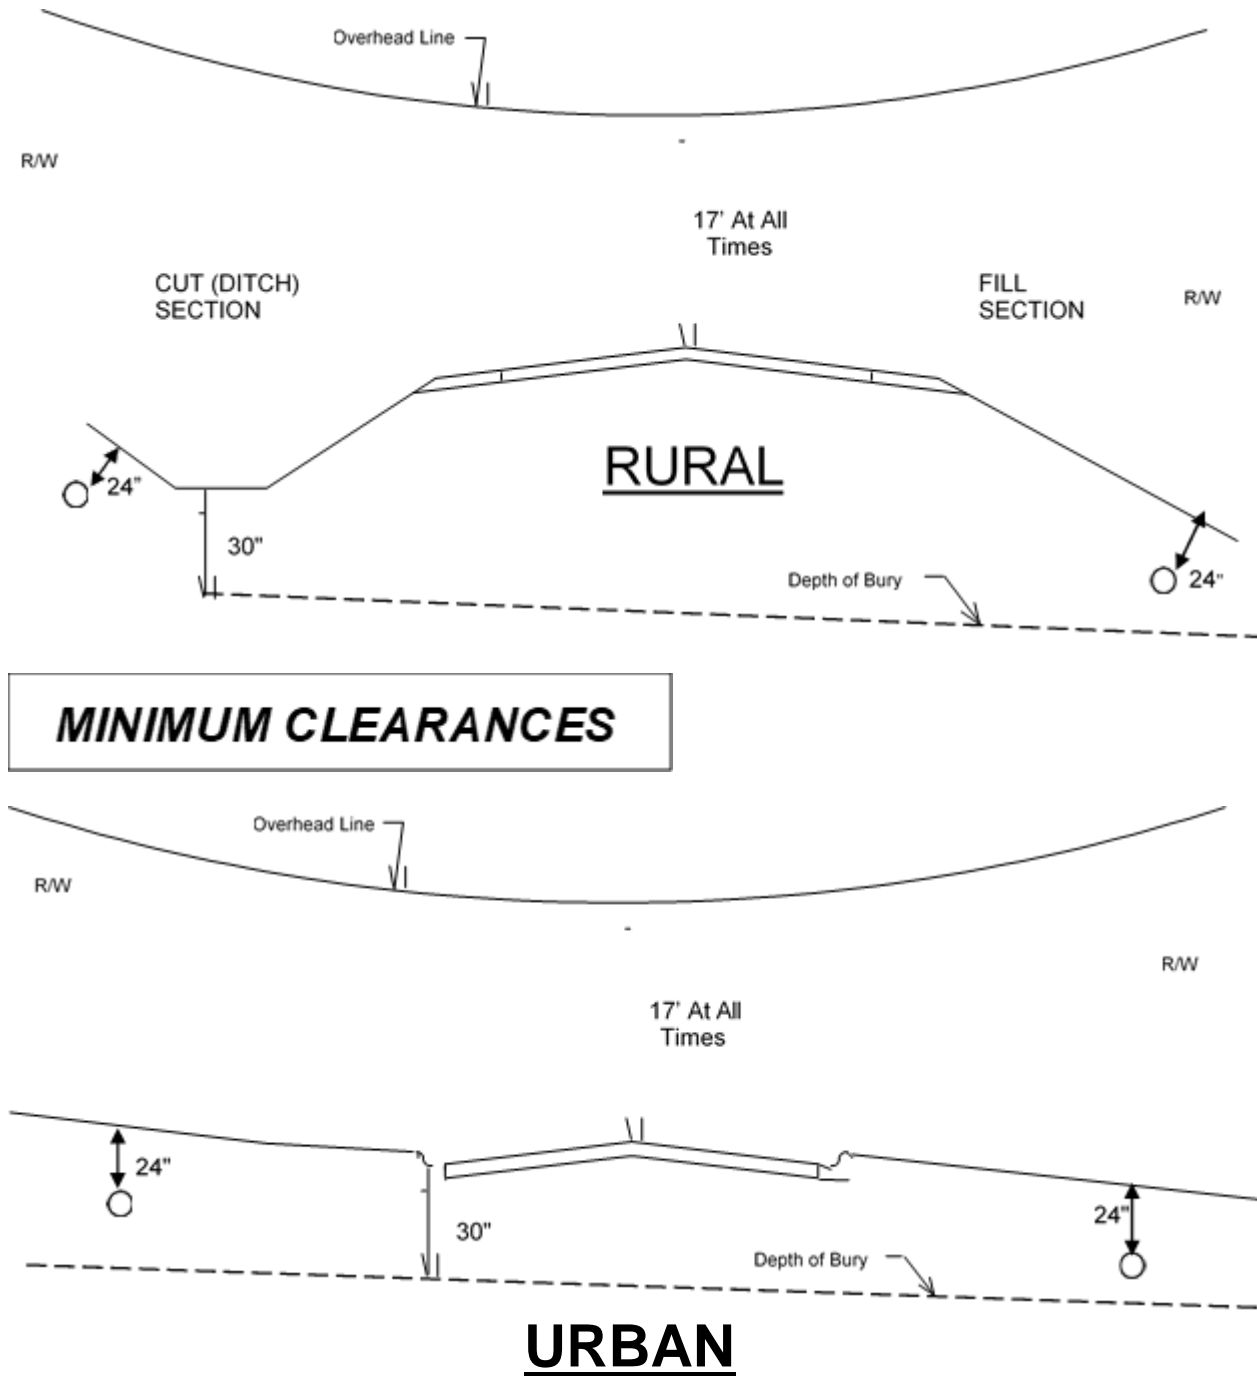 Overhead Line
R/W
17' At All
Times
CUT (DITCH)
SECTION
FILL
SECTION
R/W
RURAL
24"
30"
Depth of Bury
24"
MINIMUM CLEARANCES
Overhead Line
R/W
R/W
17' At All
Times
24"
24"
30"
Depth of Bury
URBAN